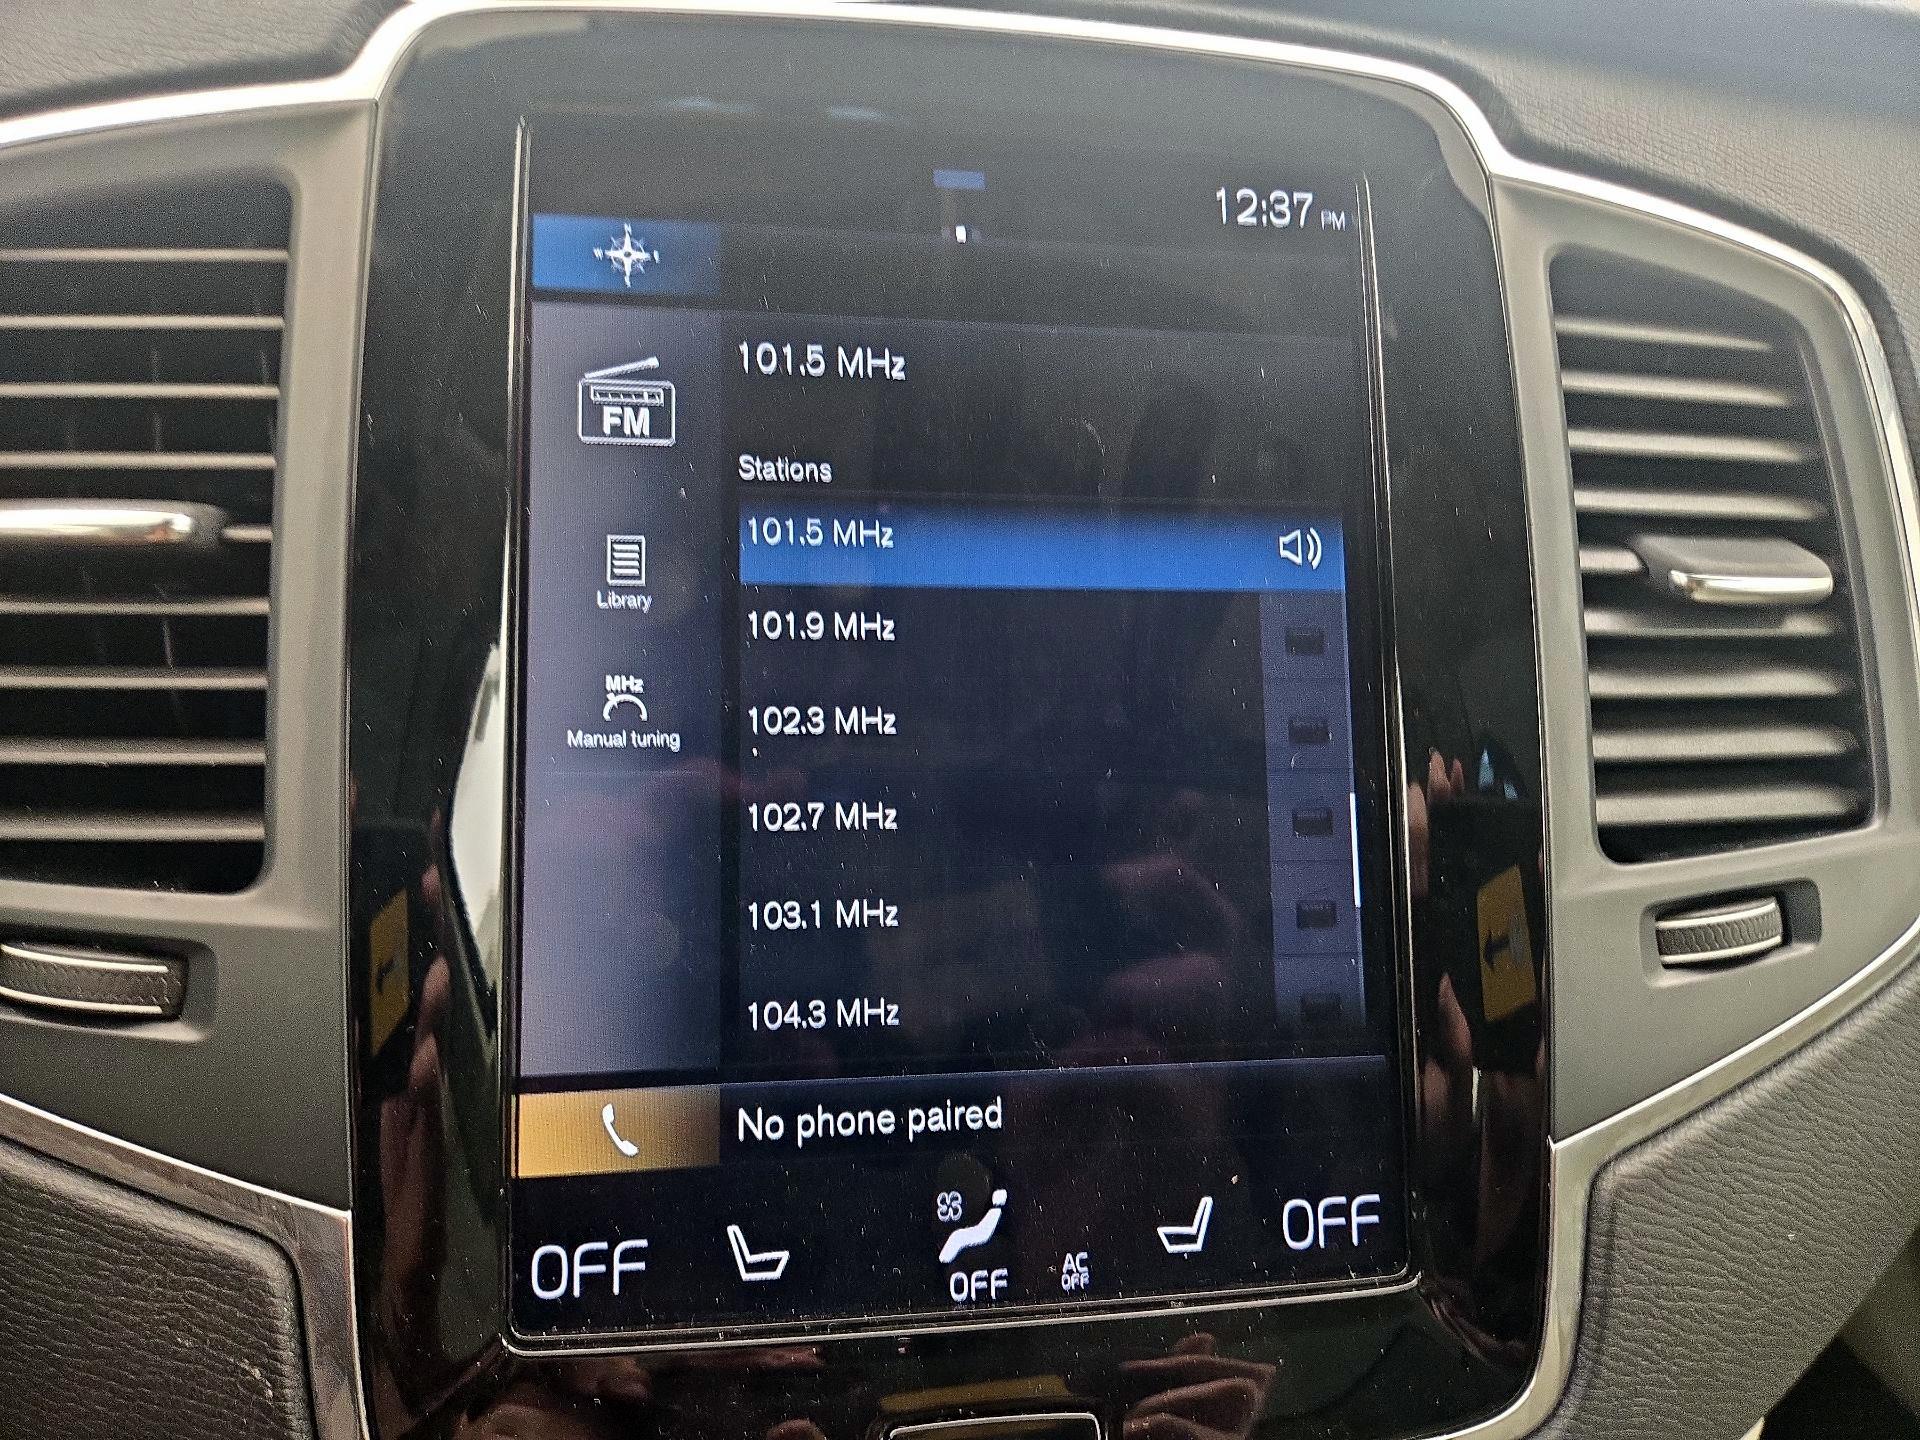 12:37 PM
N
W
101.5 MHz
FM
Stations
101.5 MHz
Library
101.9 MHz
MHz
Manual tuning
102.3 MHz
102.7 MHz
103.1 MHz
104.3 MHz
No phone paired
OFF
OFF
AC
OFF
OFF